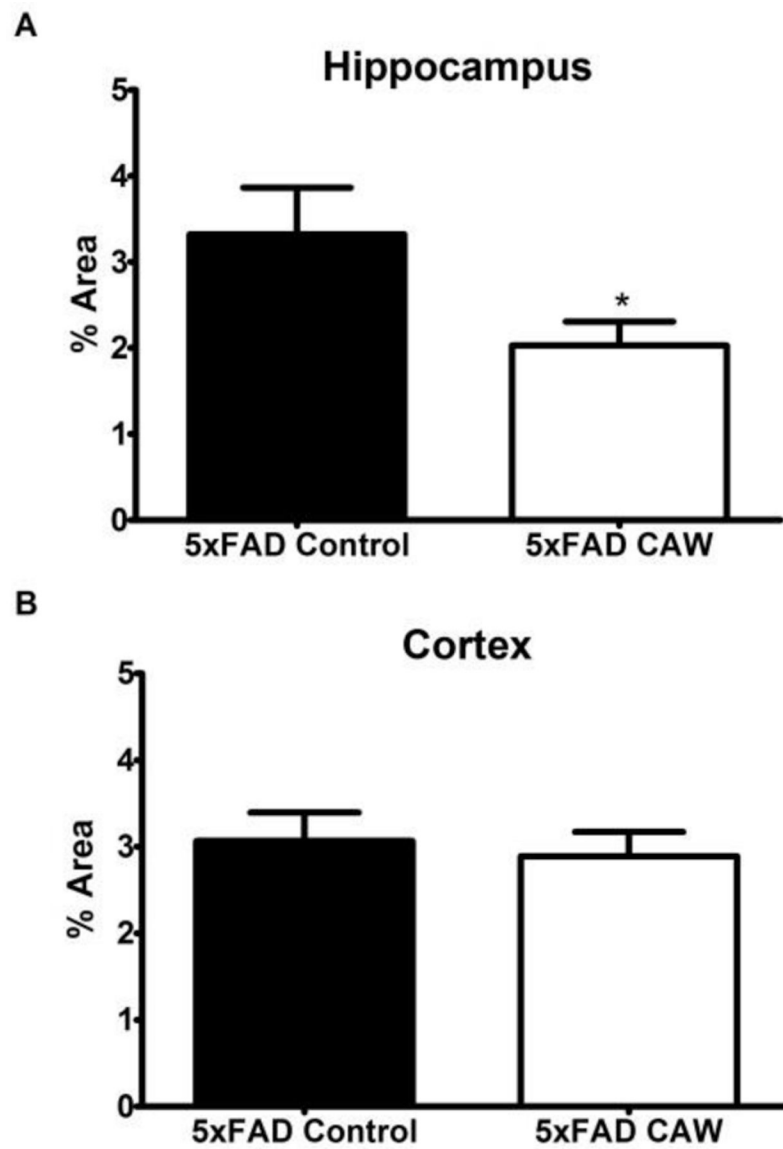 A
Hippocampus
5
4
3
2
1
0
% Area
*
5xFAD Control
5xFAD CAW
B
Cortex
5
4
3
2
1
0
% Area
5xFAD Control
5xFAD CAW